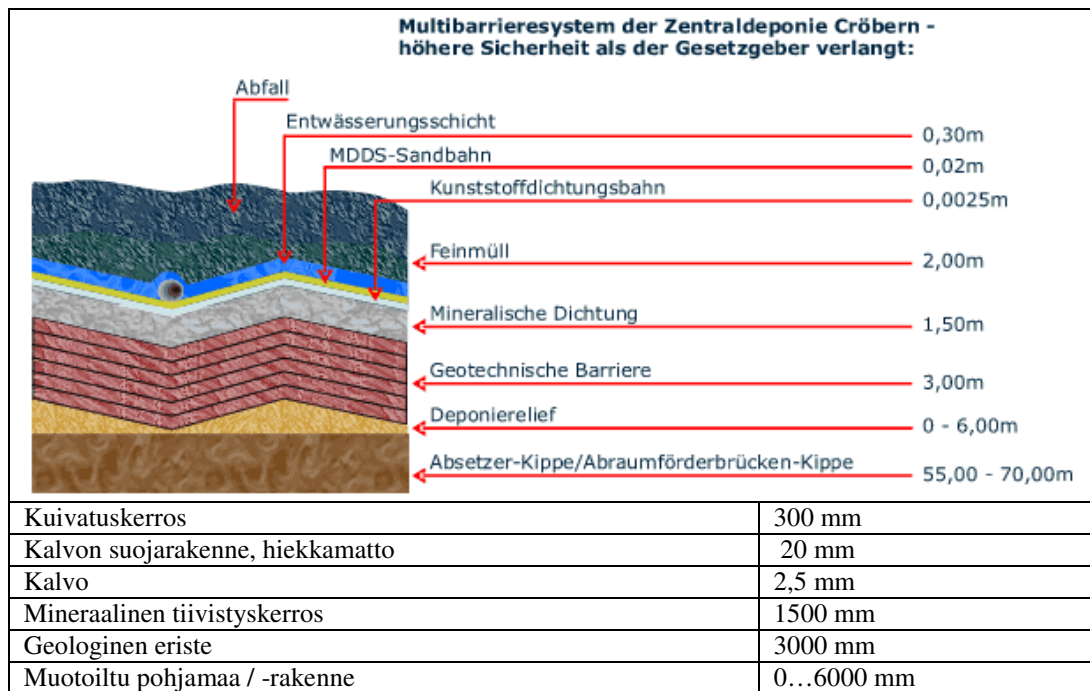 Multibarrieresystem der Zentraldeponie Cröbern -
höhere Sicherheit als der Gesetzgeber verlangt:
Abfall
Entwässerungsschicht 0,30m
MDDS-Sandbahn 0,02m
Kunststoffdichtungsbahn 0,0025m
Feinmüll 2,00m
Mineralische Dichtung 1,50m
Geotechnische Barriere 3,00m
Deponierelief 0 - 6,00m
Absetzer-Kippe/Abraumförderbrücken-Kippe 55,00 - 70,00m
Kuivatuskerros 300 mm
Kalvon suojarakenne, hiekkamatto 20 mm
Kalvo 2,5 mm
Mineraalinen tiivistyskerros 1500 mm
Geologinen eriste 3000 mm
Muotoiltu pohjamaa / -rakenne 0…6000 mm